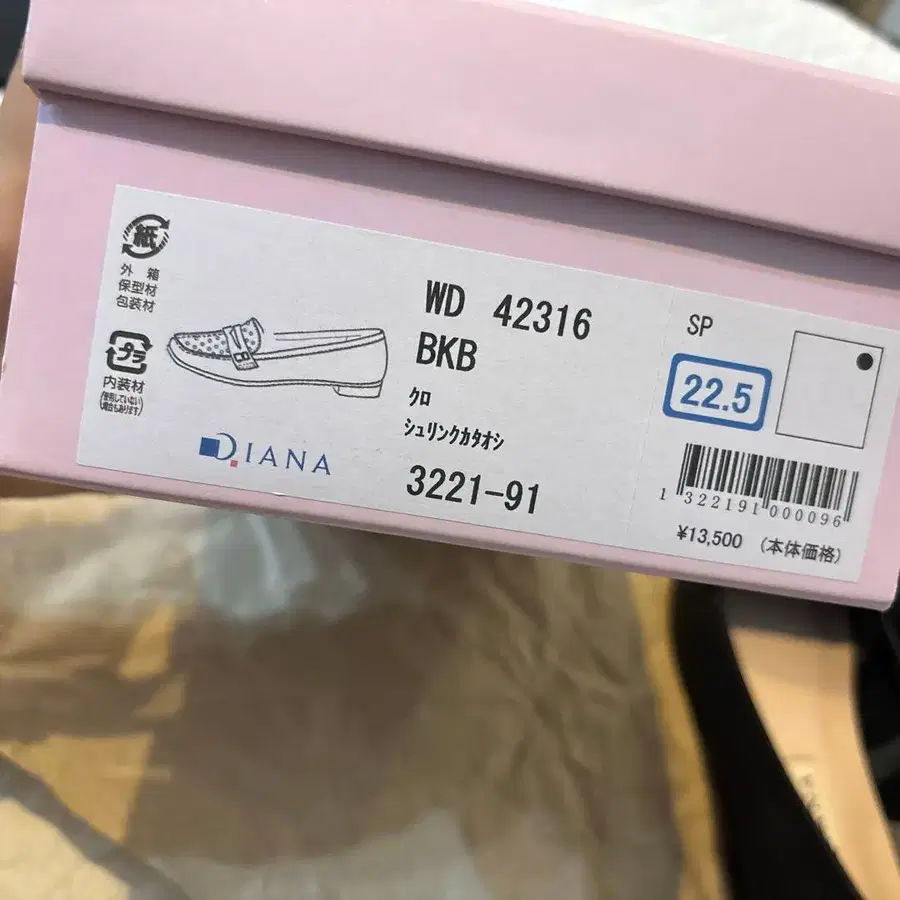 紙
外 箱
保型材
包装材
プラ
内装材
(使用していない
場合もあります)
DIANA
WD 42316
BKB
クロ
シュリンクカタオシ
3221-91
SP
22.5
1 322191 000096
¥13,500 (本体価格)